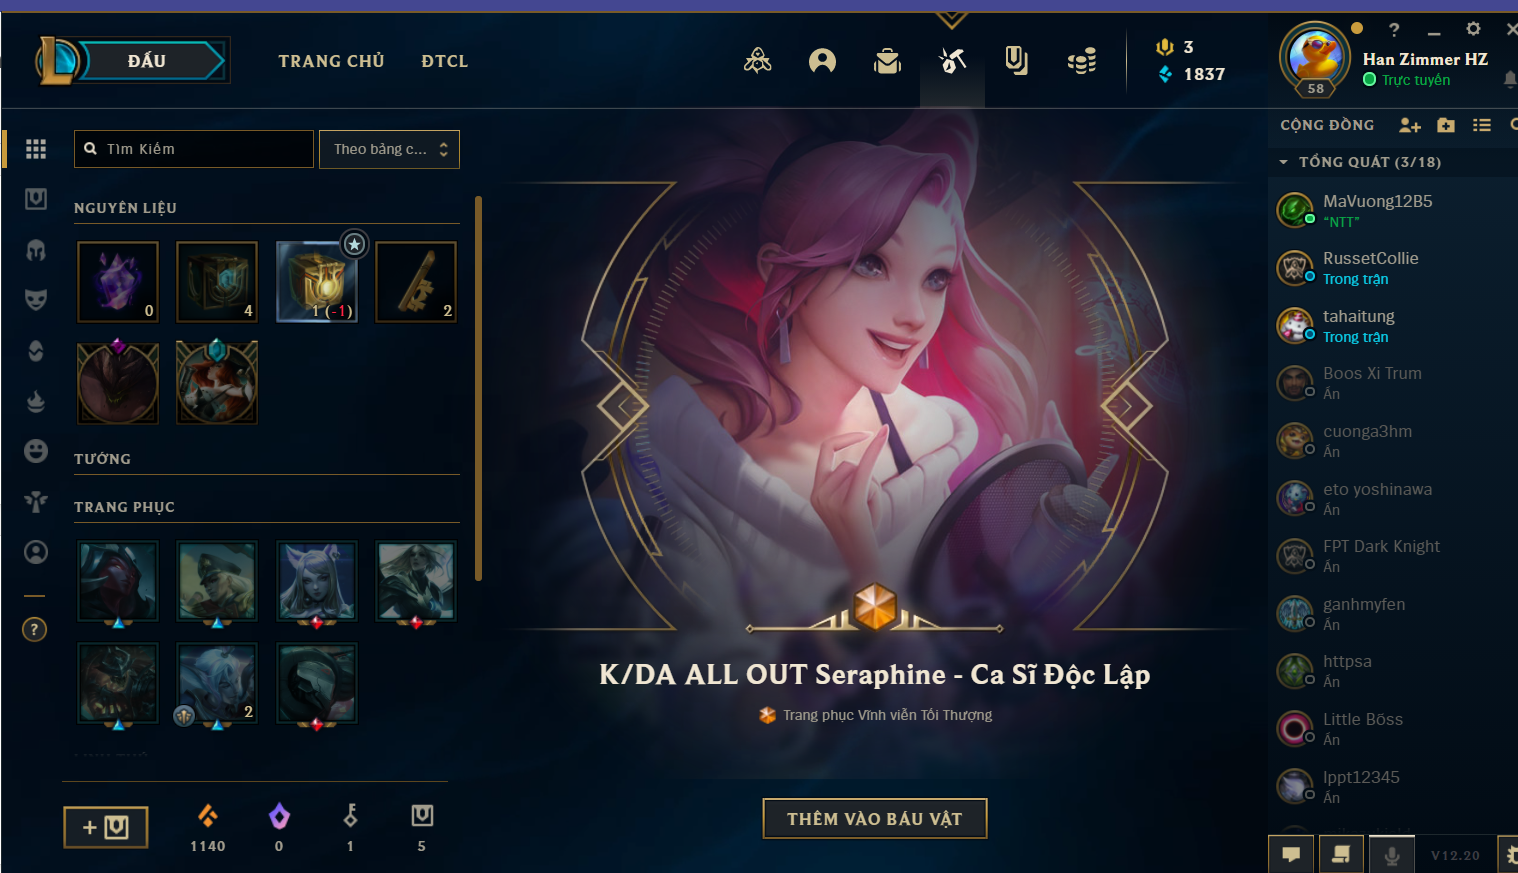 ĐẤU
TRANG CHỦ
ĐTCL
3
1837
58
Han Zimmer HZ
Trực tuyến
CỘNG ĐỒNG
TỔNG QUÁT (3/18)
MaVuong12B5
“NTT”
RussetCollie
Trong trận
tahaitung
Trong trận
Boos Xi Trum
Ẩn
cuonga3hm
Ẩn
eto yoshinawa
Ẩn
FPT Dark Knight
Ẩn
ganhmyfen
Ẩn
httpsa
Ẩn
Little Bõss
Ẩn
lppt12345
Ẩn
V12.20
Tìm Kiếm
Theo bảng c...
NGUYÊN LIỆU
0
4
1 (-1)
2
TƯỚNG
TRANG PHỤC
2
1140
0
1
5
K/DA ALL OUT Seraphine - Ca Sĩ Độc Lập
Trang phục Vĩnh viễn Tối Thượng
THÊM VÀO BÁU VẬT